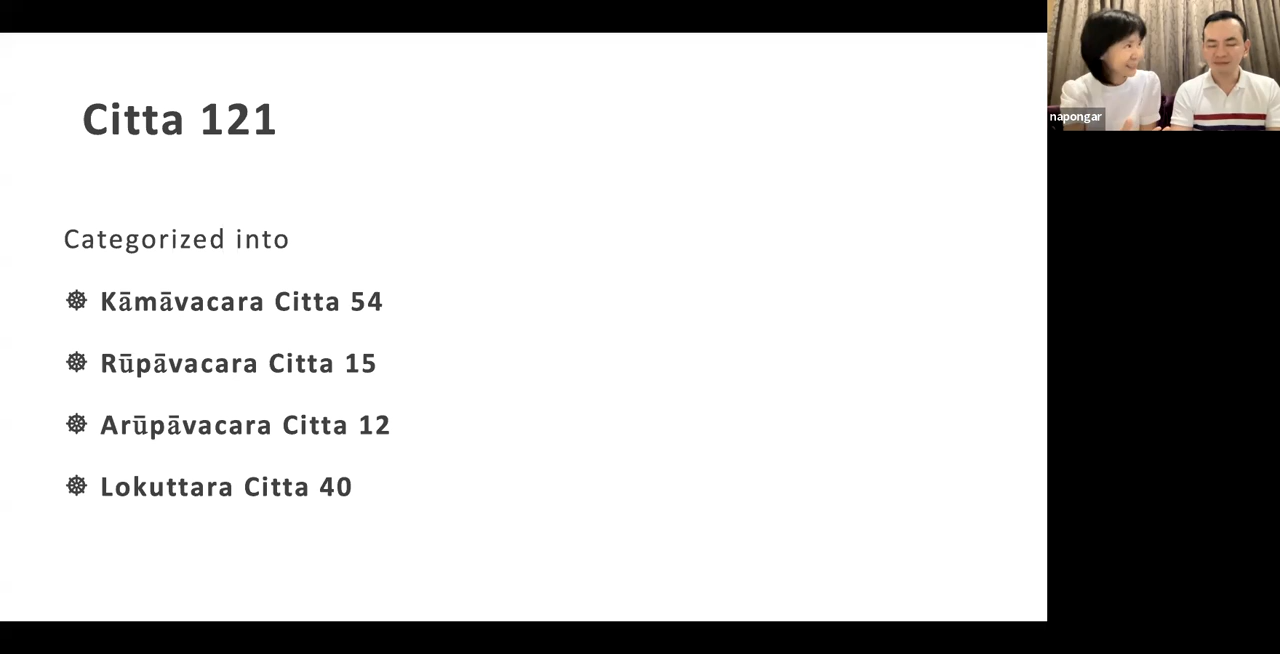 Citta 121
Categorized into
Kāmāvacara Citta 54
Rūpāvacara Citta 15
Arūpāvacara Citta 12
Lokuttara Citta 40
napongar